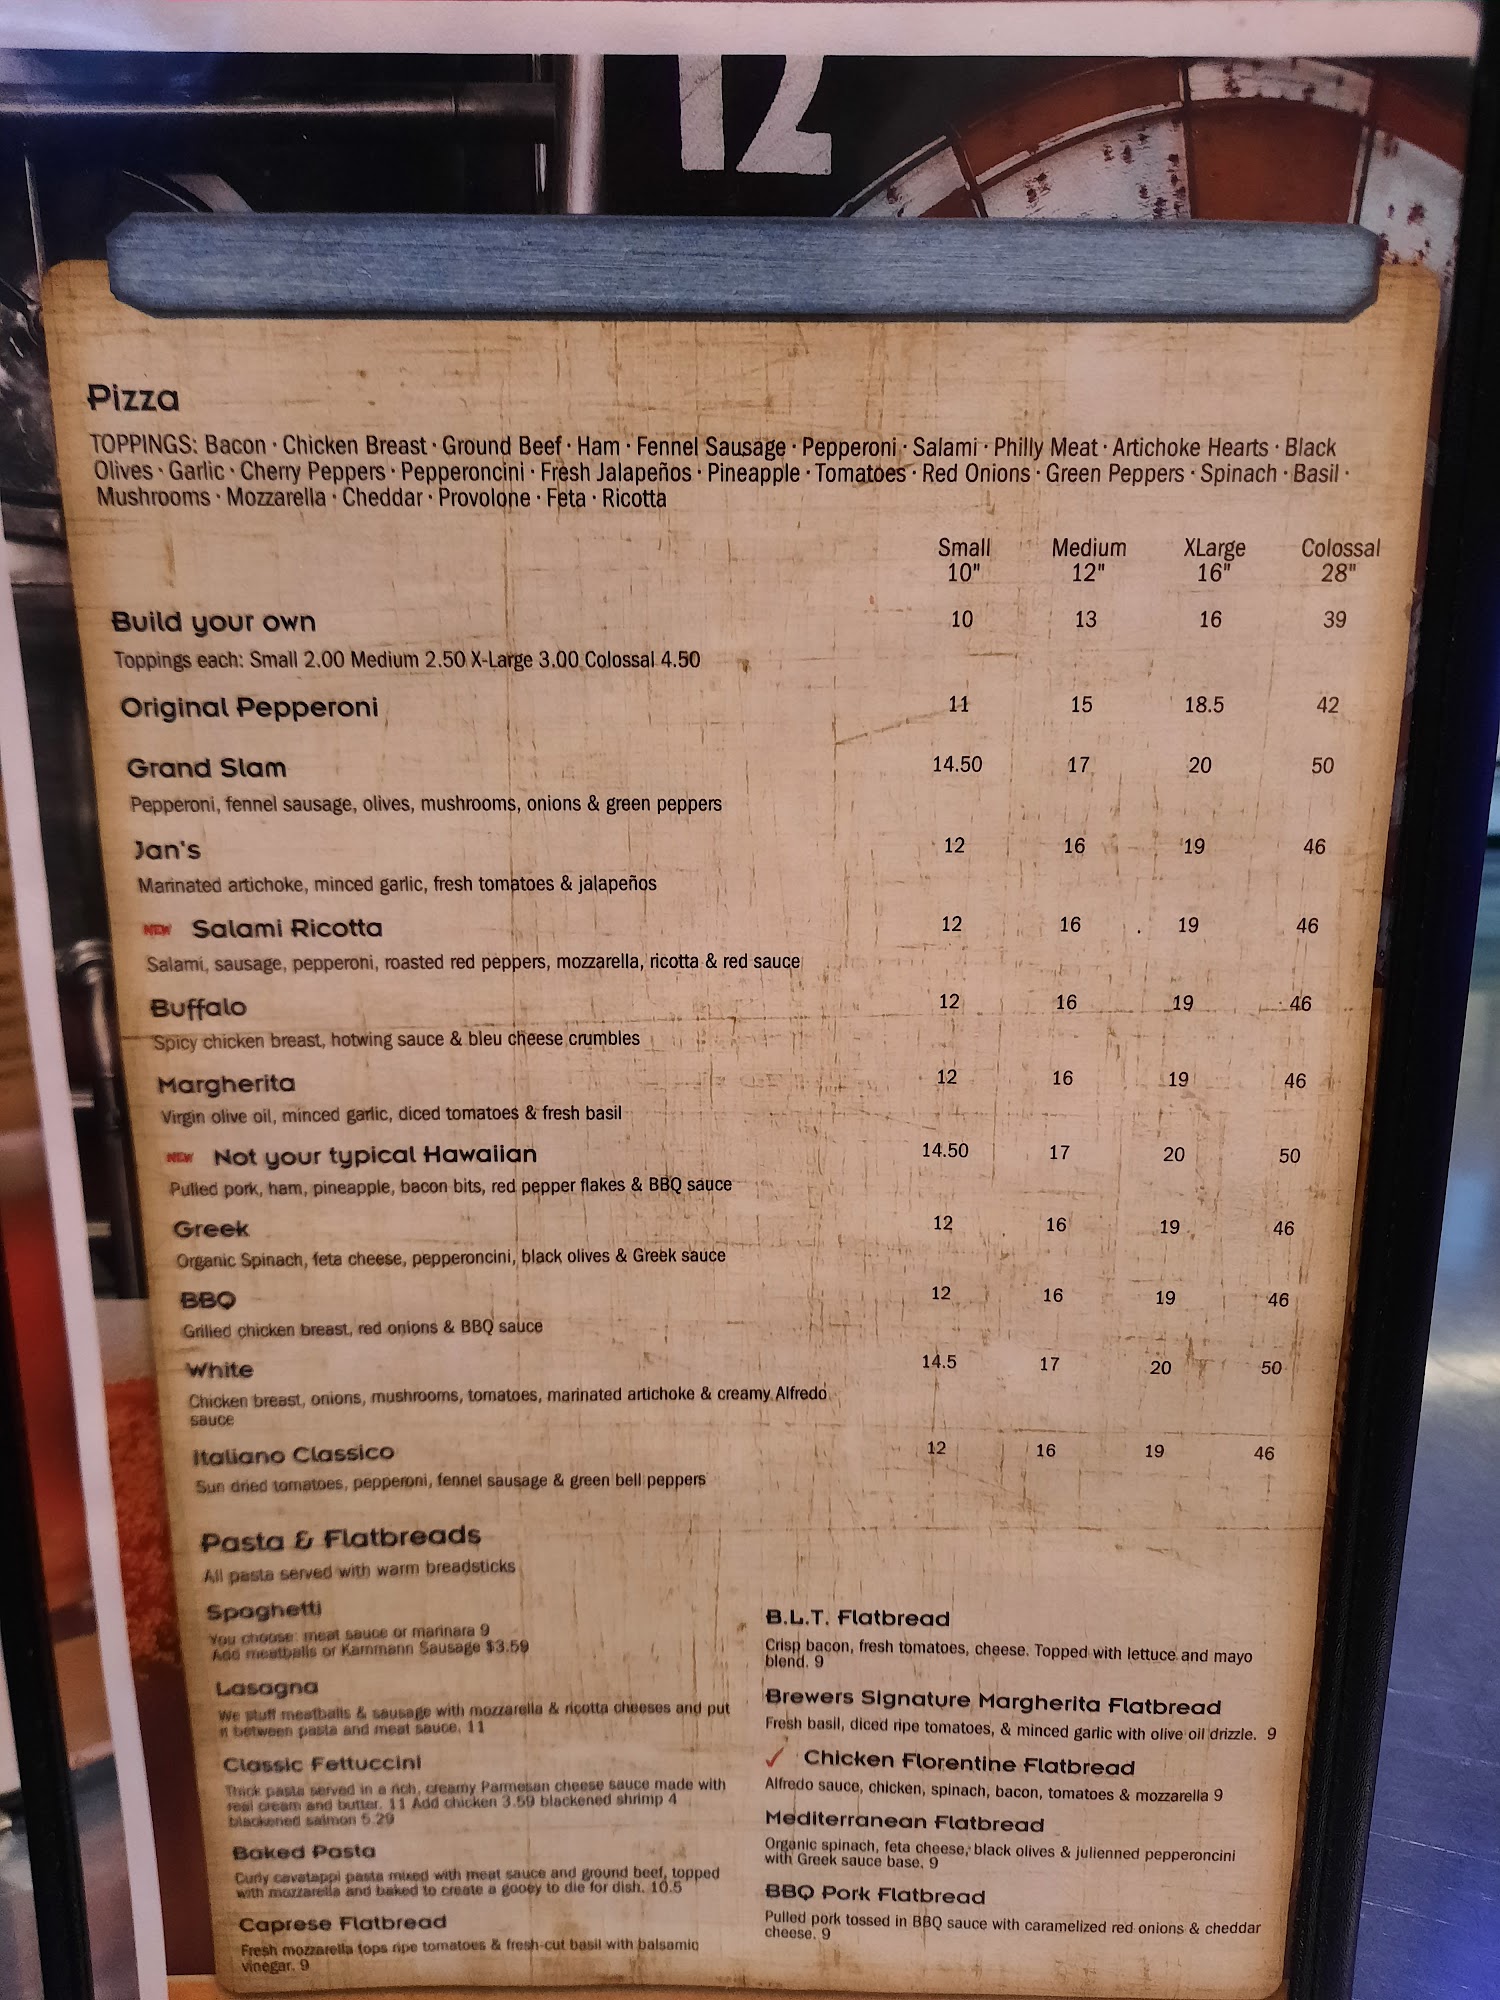 12
Pizza
TOPPINGS: Bacon · Chicken Breast · Ground Beef · Ham · Fennel Sausage · Pepperoni · Salami · Philly Meat · Artichoke Hearts · Black
Olives · Garlic · Cherry Peppers · Pepperoncini · Fresh Jalapeños · Pineapple · Tomatoes · Red Onions · Green Peppers · Spinach · Basil ·
Mushrooms · Mozzarella · Cheddar · Provolone · Feta · Ricotta
Small Medium XLarge Colossal
10" 12" 16" 28"
Build your own 10 13 16 39
Toppings each: Small 2.00 Medium 2.50 X-Large 3.00 Colossal 4.50
Original Pepperoni 11 15 18.5 42
Grand Slam 14.50 17 20 50
Pepperoni, fennel sausage, olives, mushrooms, onions & green peppers
Jan's 12 16 19 46
Marinated artichoke, minced garlic, fresh tomatoes & jalapeños
NEW Salami Ricotta 12 16 19 46
Salami, sausage, pepperoni, roasted red peppers, mozzarella, ricotta & red sauce
Buffalo 12 16 19 46
Spicy chicken breast, hotwing sauce & bleu cheese crumbles
Margherita 12 16 19 46
Virgin olive oil, minced garlic, diced tomatoes & fresh basil
NEW Not your typical Hawaiian 14.50 17 20 50
Pulled pork, ham, pineapple, bacon bits, red pepper flakes & BBQ sauce
Greek 12 16 19 46
Organic Spinach, feta cheese, pepperoncini, black olives & Greek sauce
BBQ 12 16 19 46
Grilled chicken breast, red onions & BBQ sauce
White 14.5 17 20 50
Chicken breast, onions, mushrooms, tomatoes, marinated artichoke & creamy Alfredo
sauce
Italiano Classico 12 16 19 46
Sun dried tomatoes, pepperoni, fennel sausage & green bell peppers
Pasta & Flatbreads
All pasta served with warm breadsticks
Spaghetti
You choose: meat sauce or marinara 9
Add meatballs or Kammann Sausage $3.59
Lasagna
We stuff meatballs & sausage with mozzarella & ricotta cheeses and put
it between pasta and meat sauce. 11
Classic Fettuccini
Thick pasta served in a rich, creamy Parmesan cheese sauce made with
real cream and butter. 11 Add chicken 3.59 blackened shrimp 4
blackened salmon 5.29
Baked Pasta
Curly cavatappi pasta mixed with meat sauce and ground beef, topped
with mozzarella and baked to create a gooey to die for dish. 10.5
Caprese Flatbread
Fresh mozzarella tops ripe tomatoes & fresh-cut basil with balsamic
vinegar. 9
B.L.T. Flatbread
Crisp bacon, fresh tomatoes, cheese. Topped with lettuce and mayo
blend. 9
Brewers Signature Margherita Flatbread
Fresh basil, diced ripe tomatoes, & minced garlic with olive oil drizzle. 9
Chicken Florentine Flatbread
Alfredo sauce, chicken, spinach, bacon, tomatoes & mozzarella 9
Mediterranean Flatbread
Organic spinach, feta cheese, black olives & julienned pepperoncini
with Greek sauce base. 9
BBQ Pork Flatbread
Pulled pork tossed in BBQ sauce with caramelized red onions & cheddar
cheese. 9